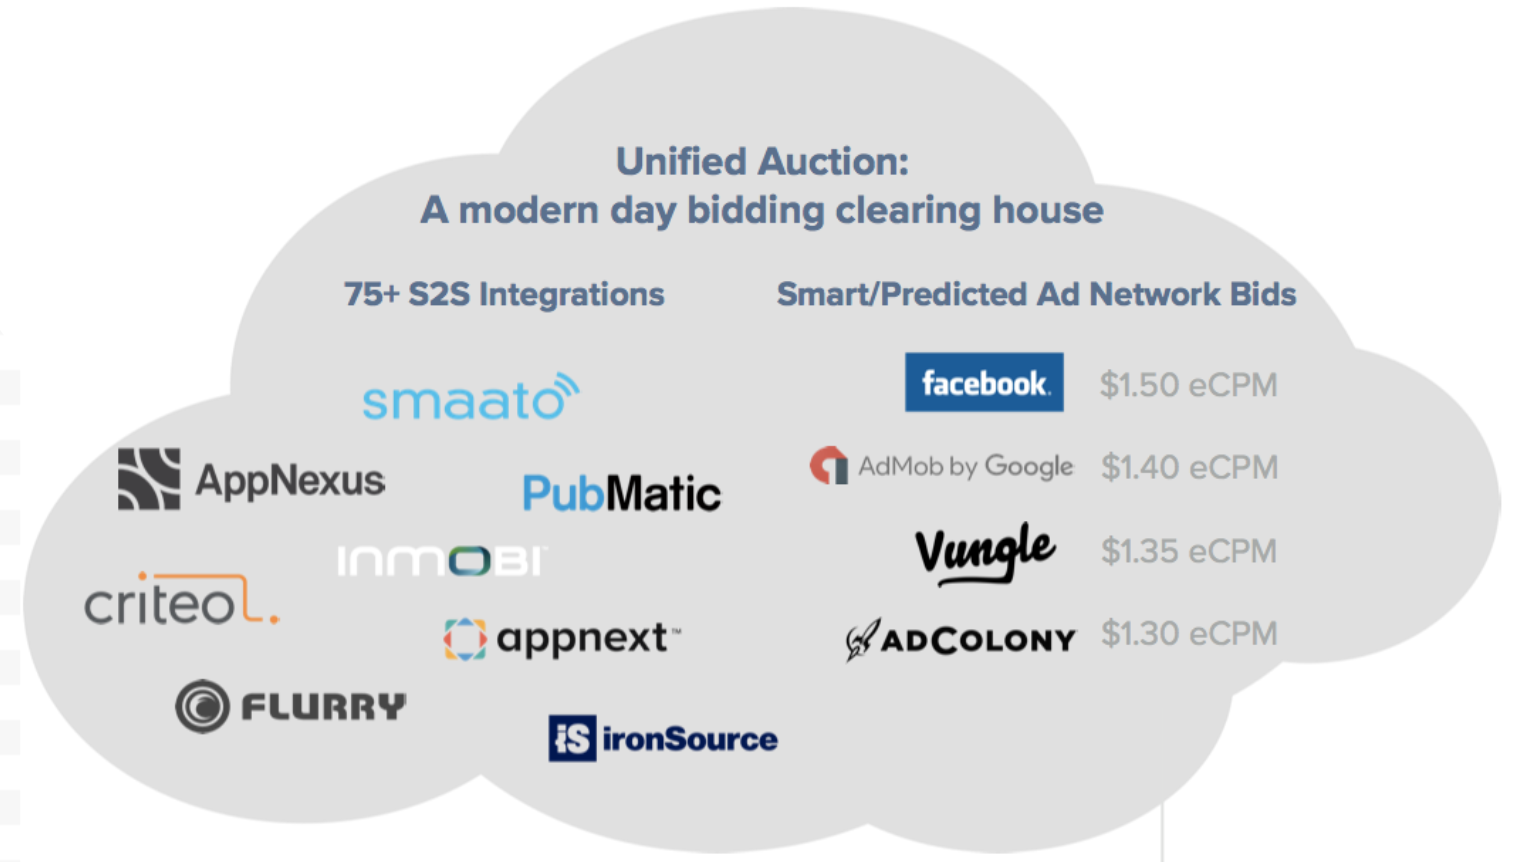 Unified Auction:
A modern day bidding clearing house
75+ S2S Integrations
smaato
AppNexus
PubMatic
INMOBI
criteo
appnext™
FLURRY
iS ironSource
Smart/Predicted Ad Network Bids
facebook. $1.50 eCPM
AdMob by Google $1.40 eCPM
Vungle $1.35 eCPM
ADCOLONY $1.30 eCPM